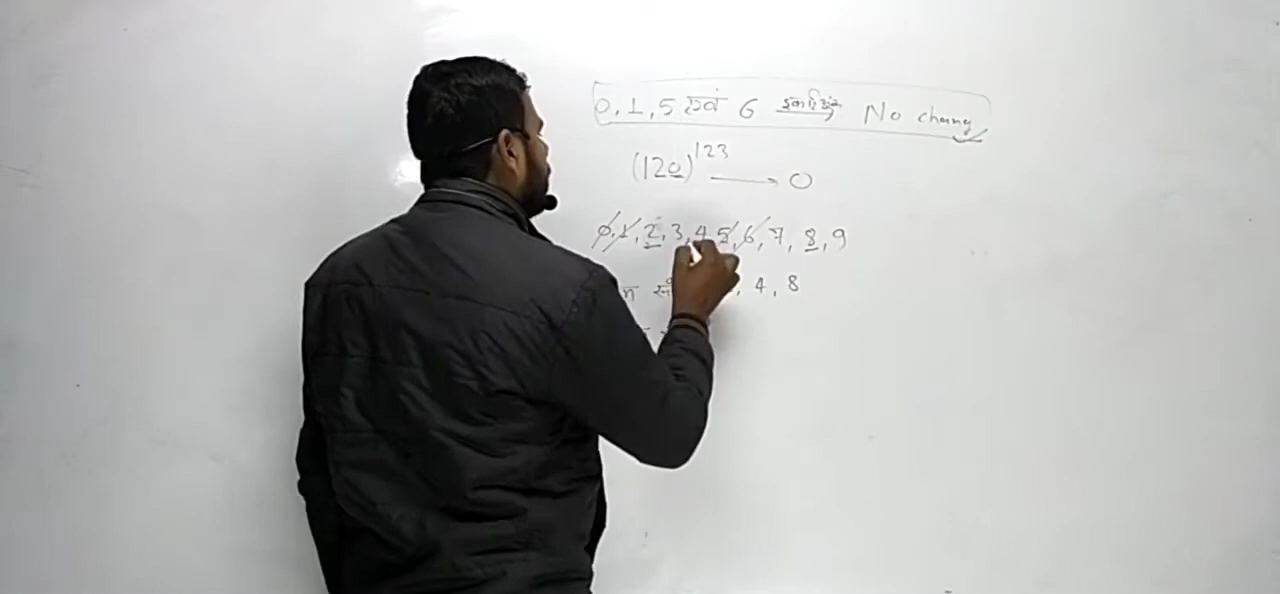 0, 1, 5 एवं 6 No chang
(120)¹²³ → 0
0, 1, 2, 3, 4, 5, 6, 7, 8, 9
, 4, 8